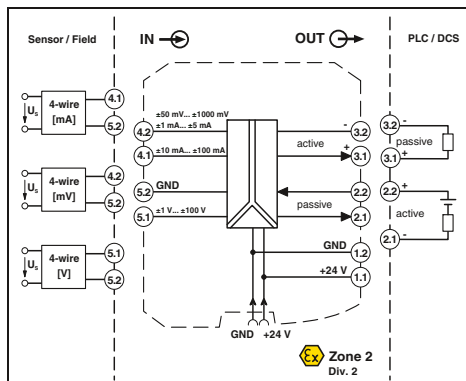 Sensor / Field
IN
OUT
PLC / DCS
Us
4-wire
[mA]
4.1
5.2
Us
4-wire
[mV]
4.2
5.2
Us
4-wire
[V]
5.1
5.2
±50 mV... ±1000 mV
4.2
±1 mA... ±5 mA
4.1
±10 mA... ±100 mA
5.2
GND
5.1
±1 V... ±100 V
-
active
3.2
+
3.1
2.2
passive
2.1
GND
1.2
+24 V
1.1
GND
+24 V
3.2
-
passive
3.1
+
2.2
+
active
2.1
-
Ex
Zone 2
Div. 2